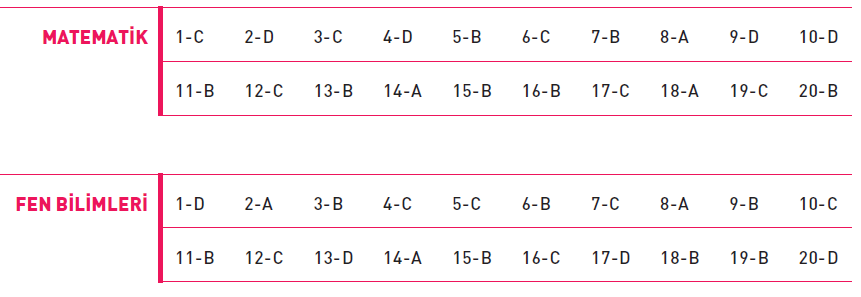 MATEMATİK 1-C 2-D 3-C 4-D 5-B 6-C 7-B 8-A 9-D 10-D
11-B 12-C 13-B 14-A 15-B 16-B 17-C 18-A 19-C 20-B
FEN BİLİMLERİ 1-D 2-A 3-B 4-C 5-C 6-B 7-C 8-A 9-B 10-C
11-B 12-C 13-D 14-A 15-B 16-C 17-D 18-B 19-B 20-D